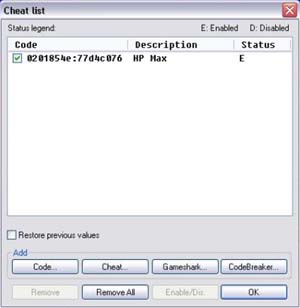 Cheat list
Status legend: E: Enabled D: Disabled
Code Description Status
0201854e:77d4c076 HP Max E
Restore previous values
Add
Code... Cheat... Gameshark... CodeBreaker...
Remove Remove All Enable/Dis. OK